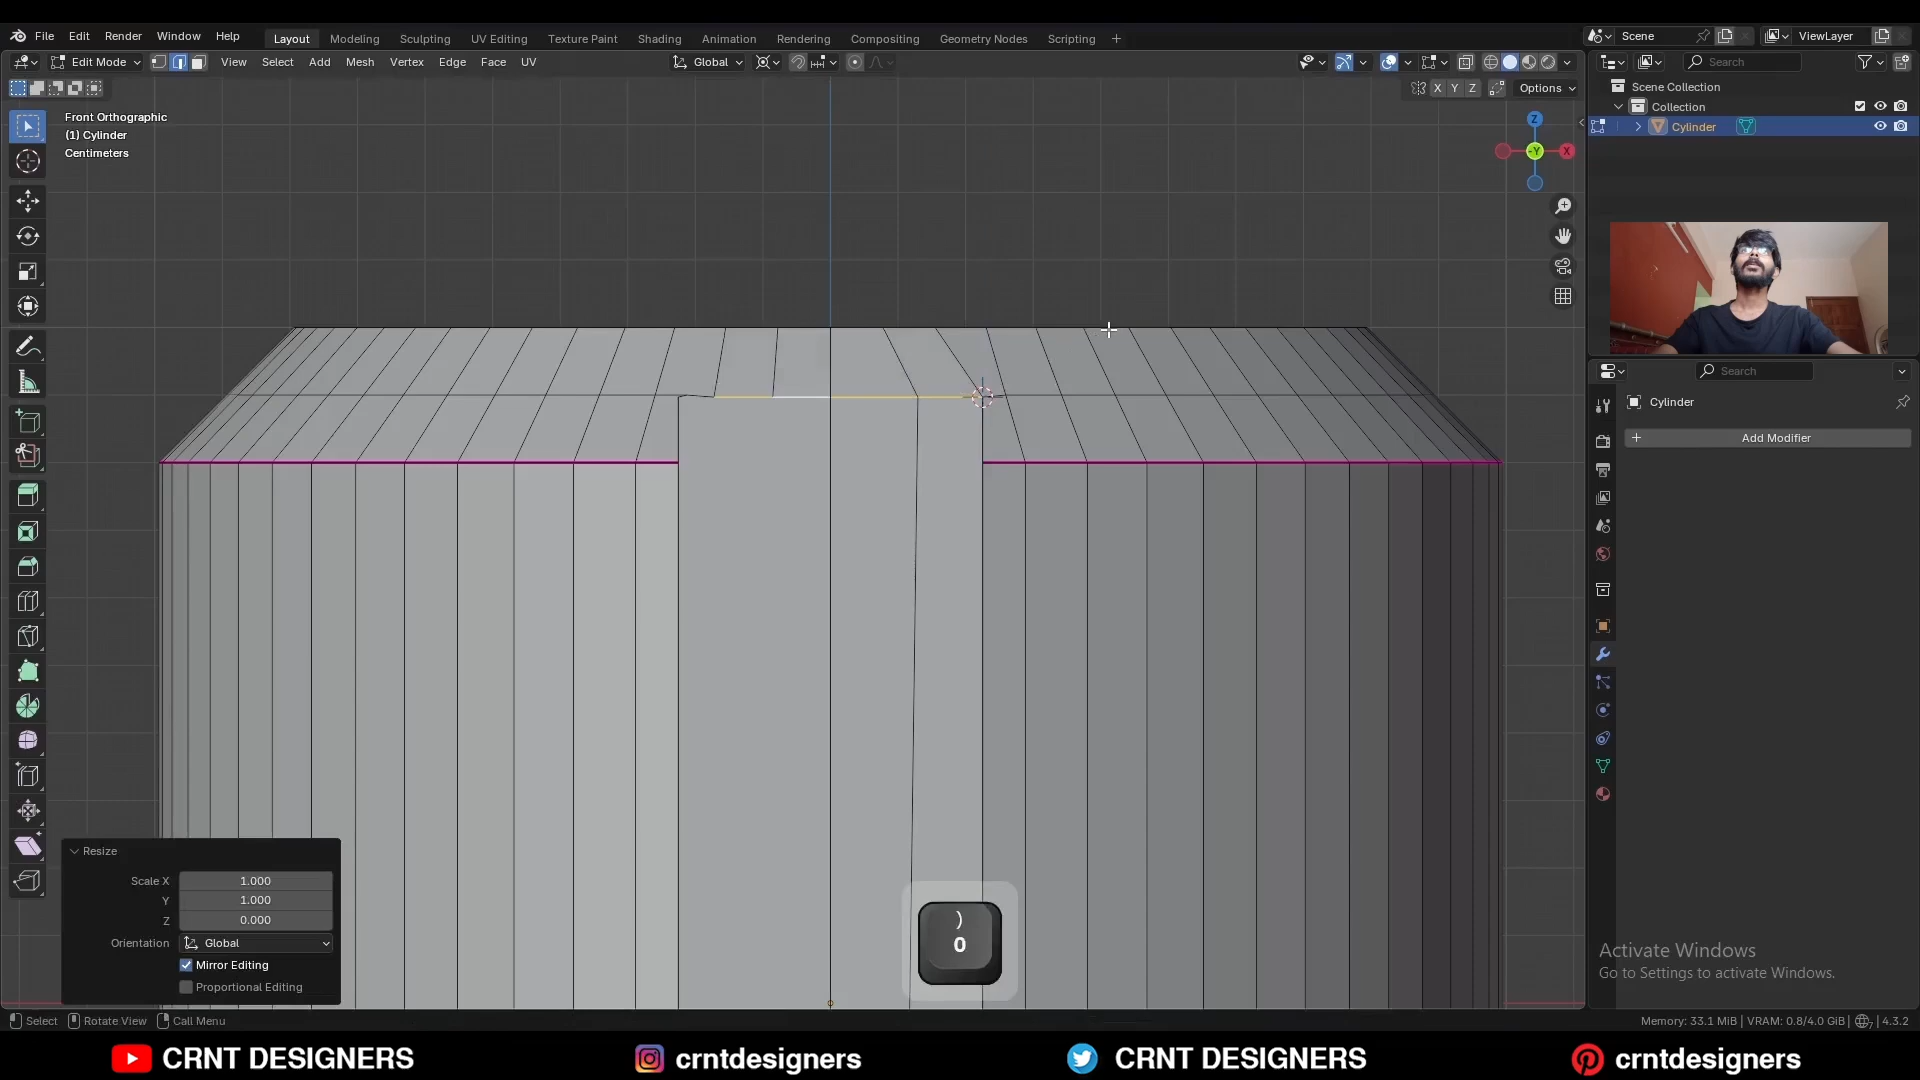 File Edit Render Window Help
Layout Modeling Sculpting UV Editing Texture Paint Shading Animation Rendering Compositing Geometry Nodes Scripting +
Scene
ViewLayer
Edit Mode View Select Add Mesh Vertex Edge Face UV
Global
Search
X Y Z Options
Front Orthographic
(1) Cylinder
Centimeters
Z
-Y
X
Scene Collection
Collection
Cylinder
Search
Cylinder
+ Add Modifier
Resize
Scale X 1.000
Y 1.000
Z 0.000
Orientation Global
Mirror Editing
Proportional Editing
)
0
Activate Windows
Go to Settings to activate Windows.
Select Rotate View Call Menu
Memory: 33.1 MiB | VRAM: 0.8/4.0 GiB | 7 | 4.3.2
CRNT DESIGNERS crntdesigners CRNT DESIGNERS crntdesigners